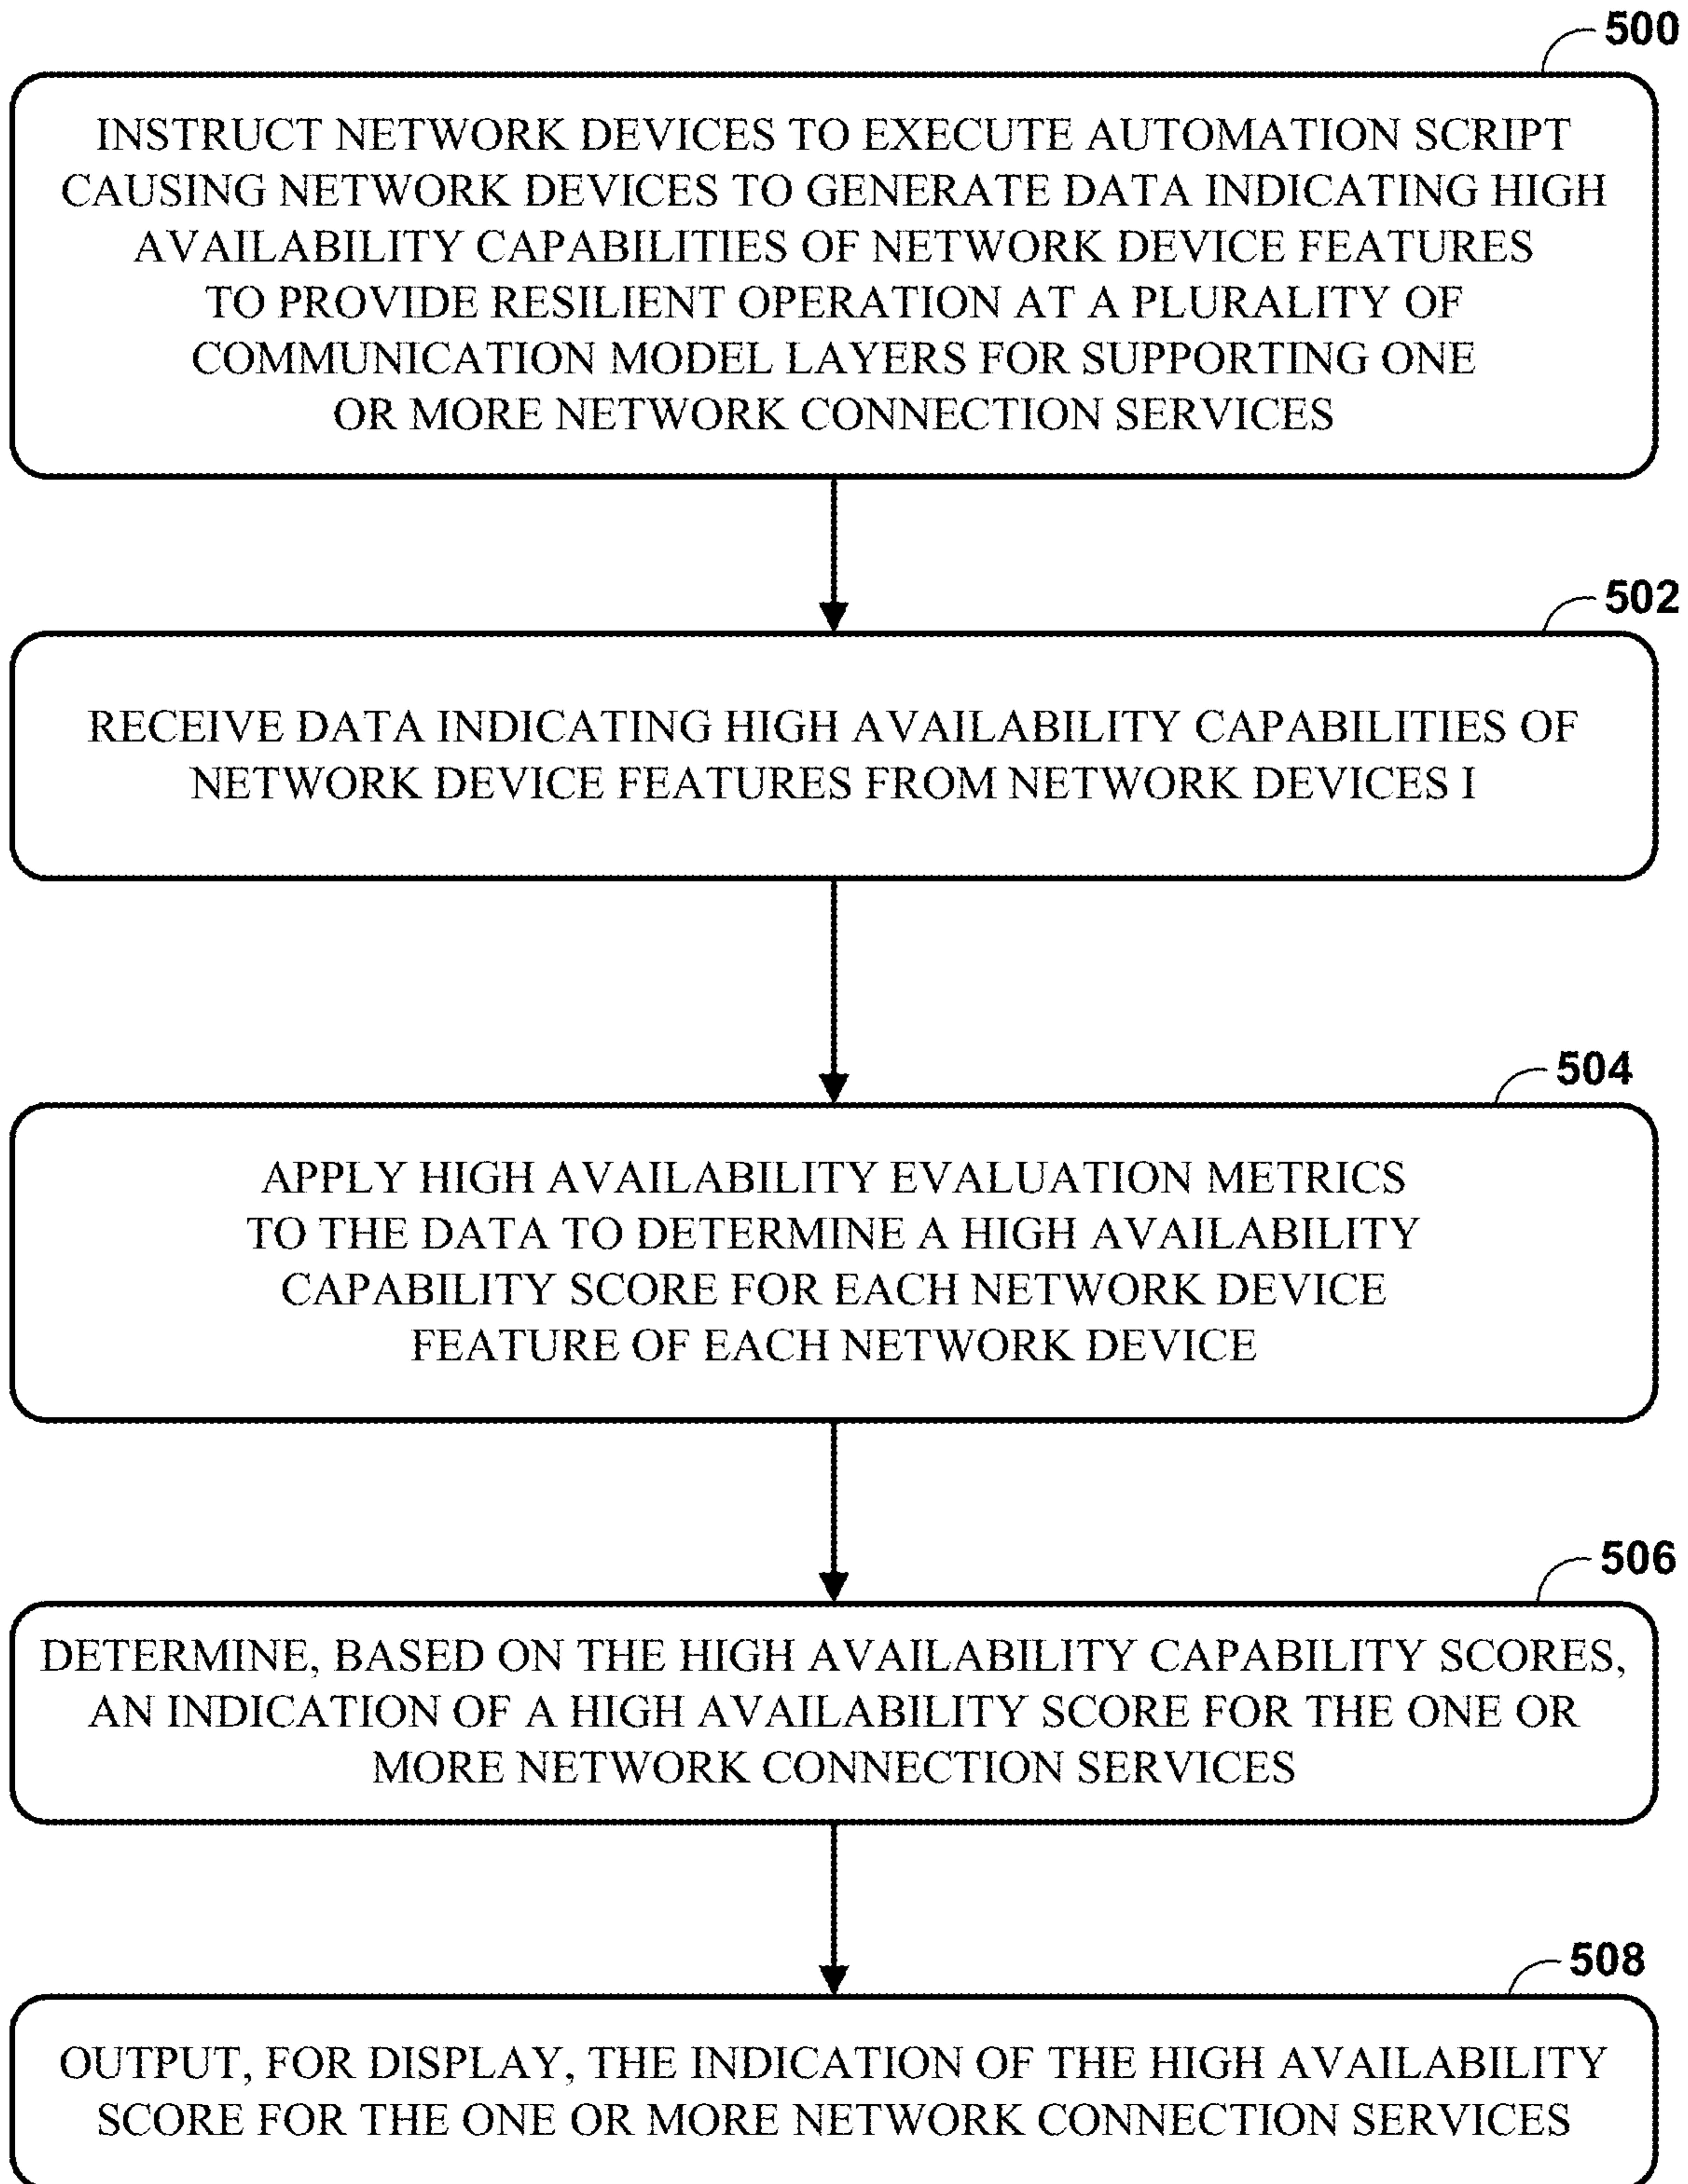 500
INSTRUCT NETWORK DEVICES TO EXECUTE AUTOMATION SCRIPT
CAUSING NETWORK DEVICES TO GENERATE DATA INDICATING HIGH
AVAILABILITY CAPABILITIES OF NETWORK DEVICE FEATURES
TO PROVIDE RESILIENT OPERATION AT A PLURALITY OF
COMMUNICATION MODEL LAYERS FOR SUPPORTING ONE
OR MORE NETWORK CONNECTION SERVICES
502
RECEIVE DATA INDICATING HIGH AVAILABILITY CAPABILITIES OF
NETWORK DEVICE FEATURES FROM NETWORK DEVICES I
504
APPLY HIGH AVAILABILITY EVALUATION METRICS
TO THE DATA TO DETERMINE A HIGH AVAILABILITY
CAPABILITY SCORE FOR EACH NETWORK DEVICE
FEATURE OF EACH NETWORK DEVICE
506
DETERMINE, BASED ON THE HIGH AVAILABILITY CAPABILITY SCORES,
AN INDICATION OF A HIGH AVAILABILITY SCORE FOR THE ONE OR
MORE NETWORK CONNECTION SERVICES
508
OUTPUT, FOR DISPLAY, THE INDICATION OF THE HIGH AVAILABILITY
SCORE FOR THE ONE OR MORE NETWORK CONNECTION SERVICES